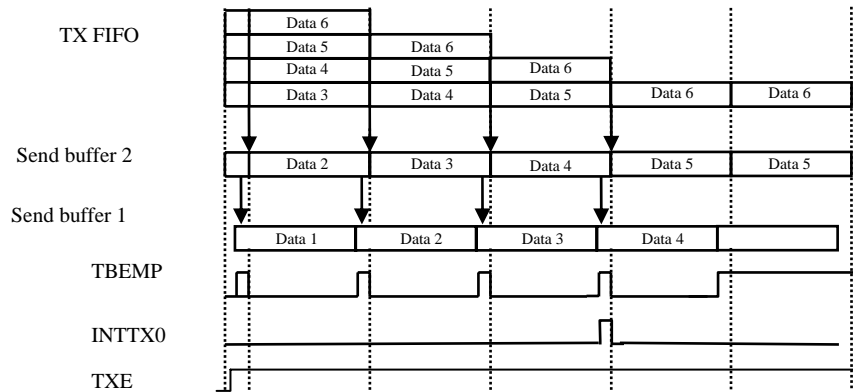 Data 6
TX FIFO
Data 5 Data 6
Data 4 Data 5 Data 6
Data 3 Data 4 Data 5 Data 6 Data 6
Send buffer 2
Data 2 Data 3 Data 4 Data 5 Data 5
Send buffer 1
Data 1 Data 2 Data 3 Data 4
TBEMP
INTTX0
TXE